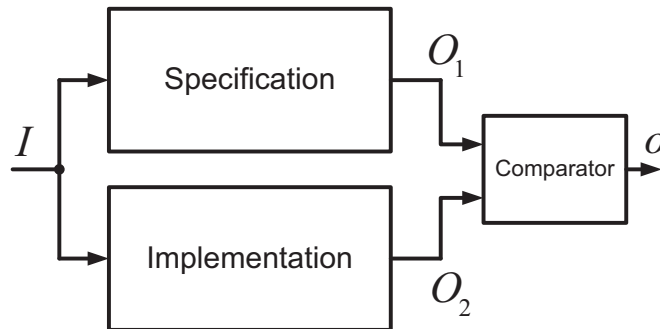 Specification
O₁
I
Comparator
o
Implementation
O₂